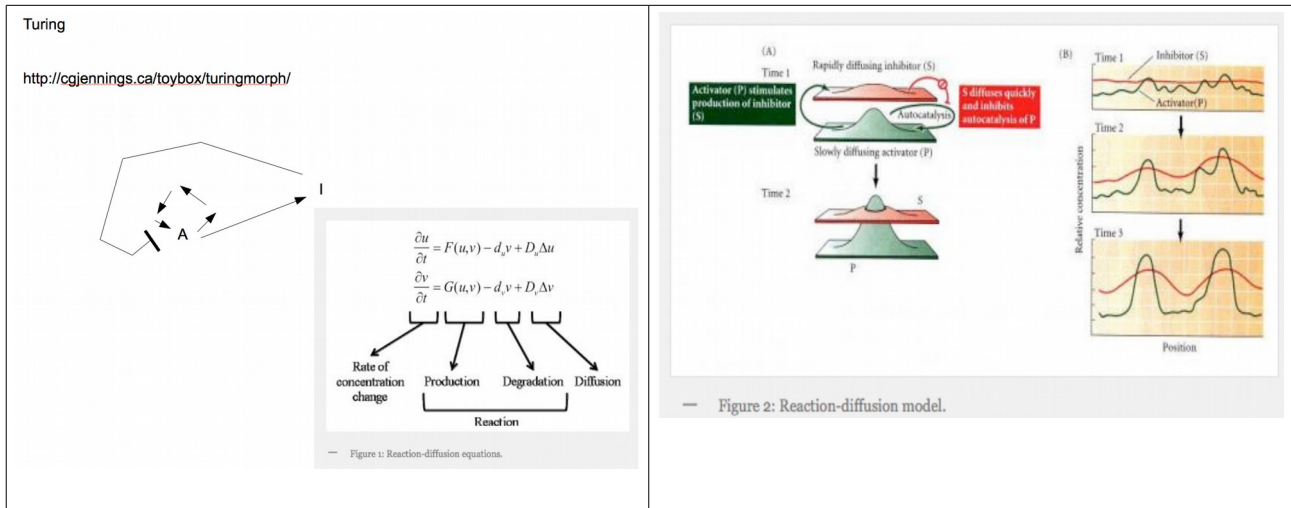 Turing
http://cgjennings.ca/toybox/turingmorph/
I
A
∂u/∂t = F(u,v) − d_u v + D_u Δu
∂v/∂t = G(u,v) − d_v v + D_v Δv
Rate of
concentration
change
Production
Degradation
Diffusion
Reaction
— Figure 1: Reaction-diffusion equations.
(A)
Time 1
Rapidly diffusing inhibitor (S)
Activator (P) stimulates
production of inhibitor
(S)
S diffuses quickly
and inhibits
autocatalysis of P
Autocatalysis
Slowly diffusing activator (P)
Time 2
S
P
(B)
Time 1
Inhibitor (S)
Activator(P)
Time 2
Relative concentration
Time 3
Position
— Figure 2: Reaction-diffusion model.